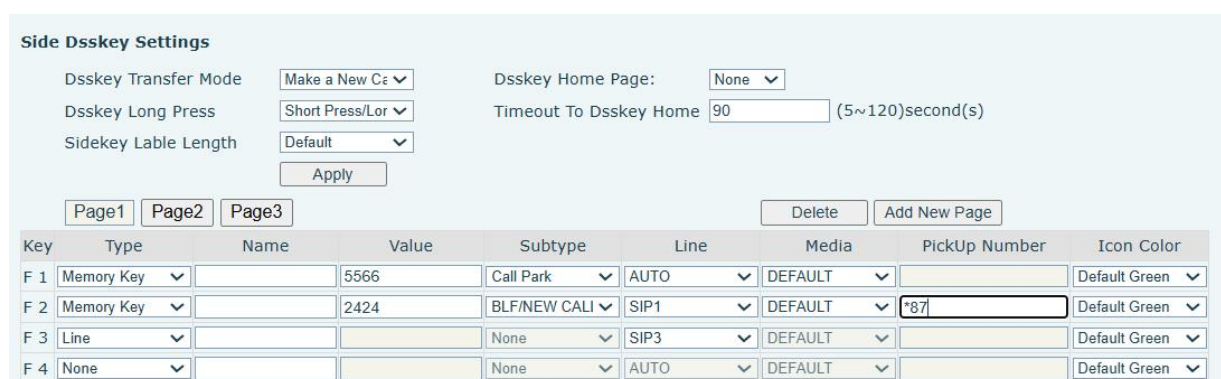 Side Dsskey Settings
Dsskey Transfer Mode Make a New Ca Dsskey Home Page: None
Dsskey Long Press Short Press/Lor Timeout To Dsskey Home 90 (5~120)second(s)
Sidekey Lable Length Default
Apply
Page1 Page2 Page3 Delete Add New Page
Key Type Name Value Subtype Line Media PickUp Number Icon Color
F 1 Memory Key 5566 Call Park AUTO DEFAULT Default Green
F 2 Memory Key 2424 BLF/NEW CALI SIP1 DEFAULT *87 Default Green
F 3 Line None SIP3 DEFAULT Default Green
F 4 None None AUTO DEFAULT Default Green